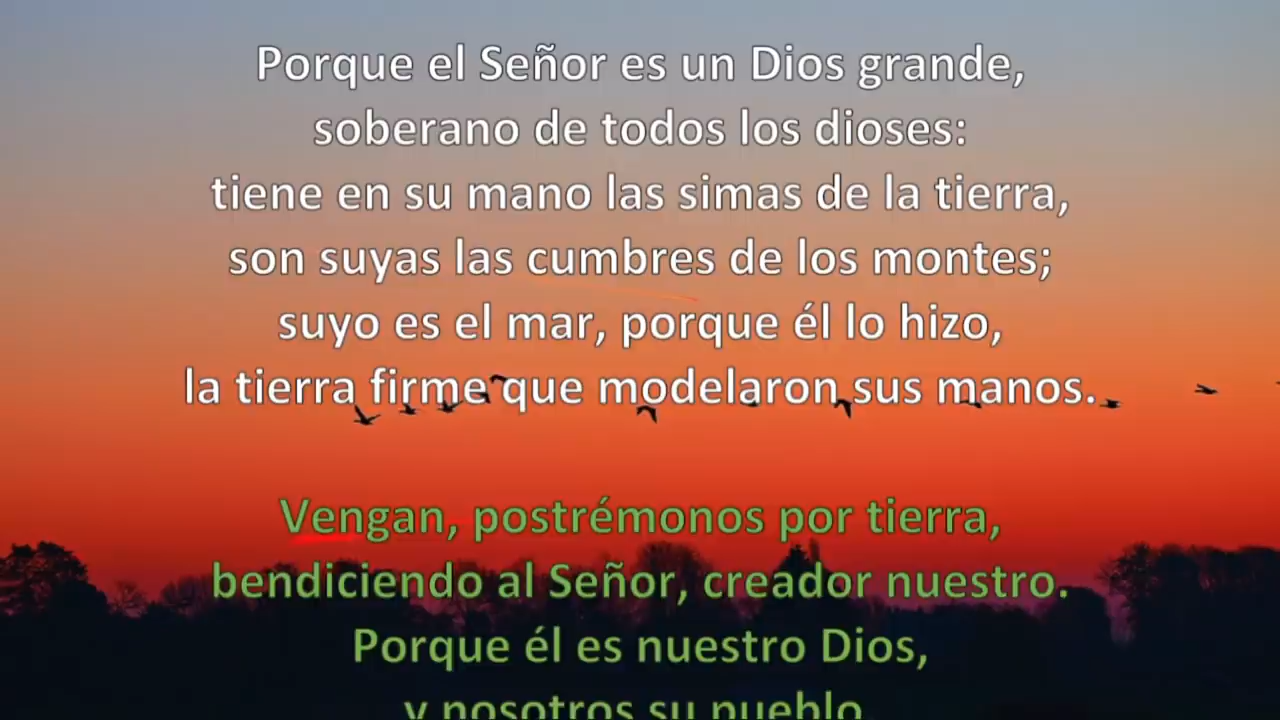 Porque el Señor es un Dios grande,
soberano de todos los dioses:
tiene en su mano las simas de la tierra,
son suyas las cumbres de los montes;
suyo es el mar, porque él lo hizo,
la tierra firme que modelaron sus manos.
Vengan, postrémonos por tierra,
bendiciendo al Señor, creador nuestro.
Porque él es nuestro Dios,
y nosotros su pueblo